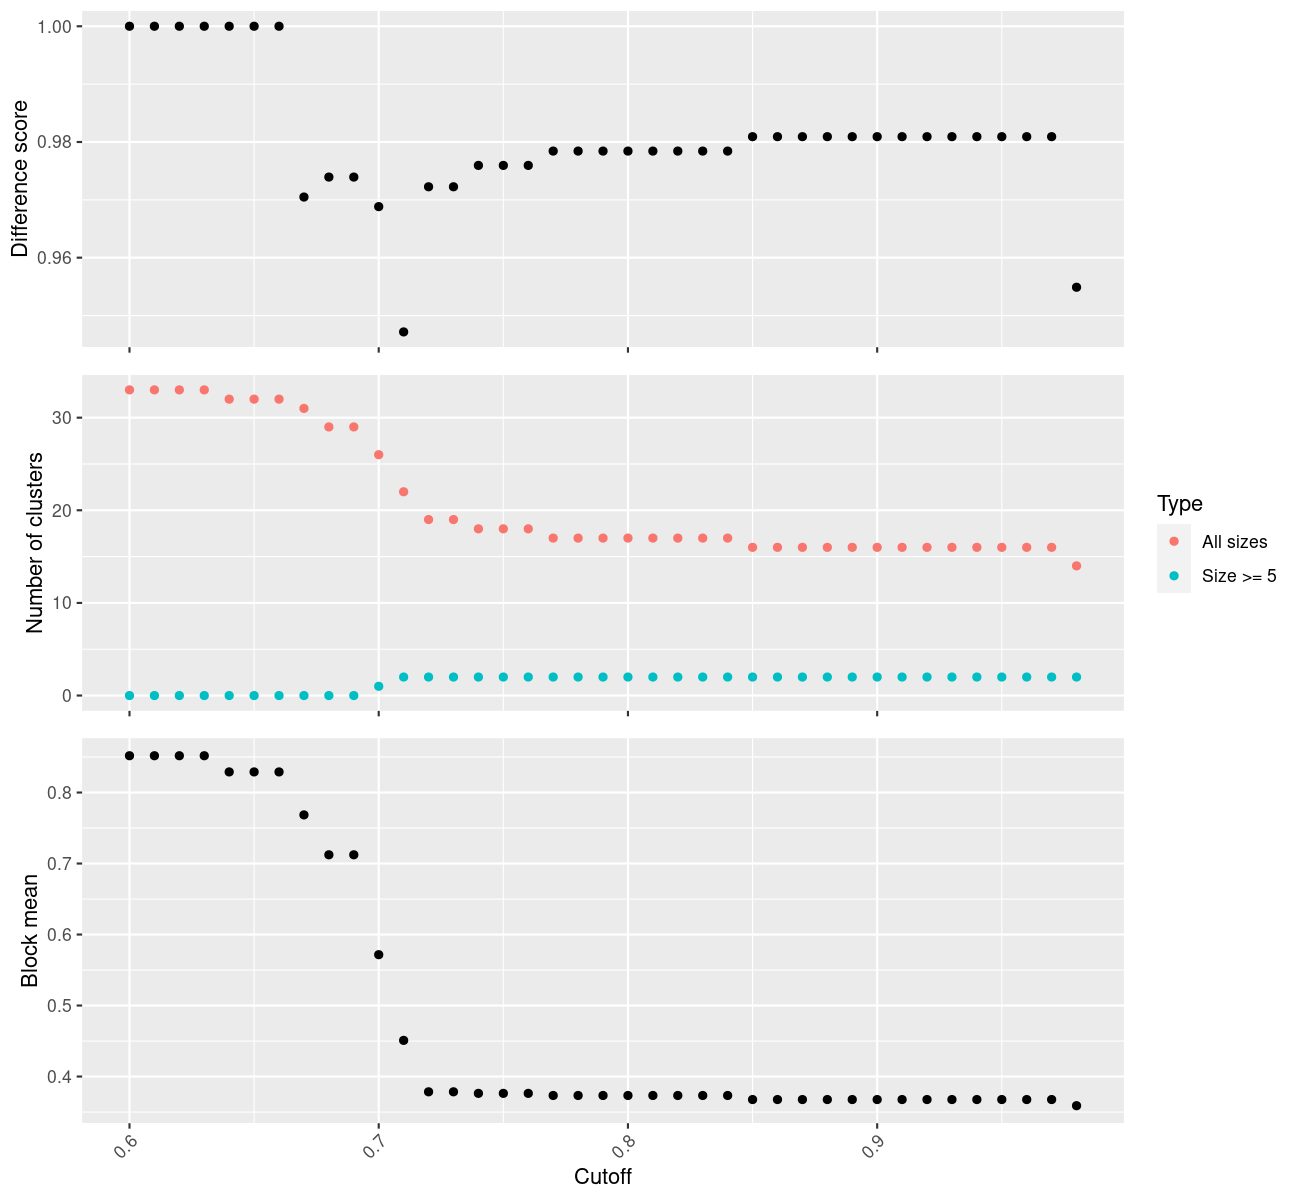 Difference score
1.00
0.98
0.96
Number of clusters
30
20
10
0
Type
All sizes
Size >= 5
Block mean
0.8
0.7
0.6
0.5
0.4
0.6 0.7 0.8 0.9
Cutoff